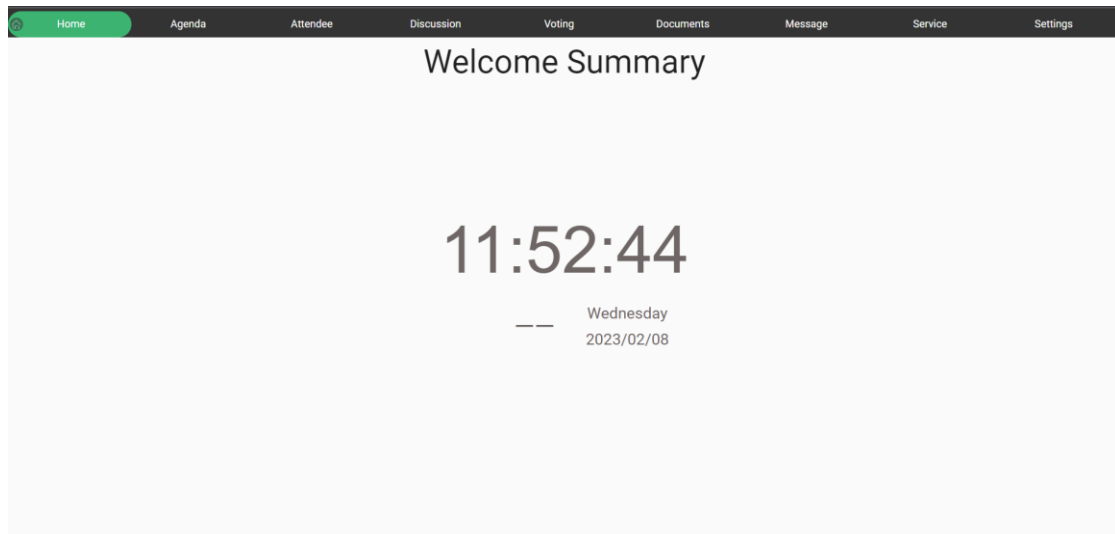 Home Agenda Attendee Discussion Voting Documents Message Service Settings
Welcome Summary
11:52:44
Wednesday
-- 2023/02/08